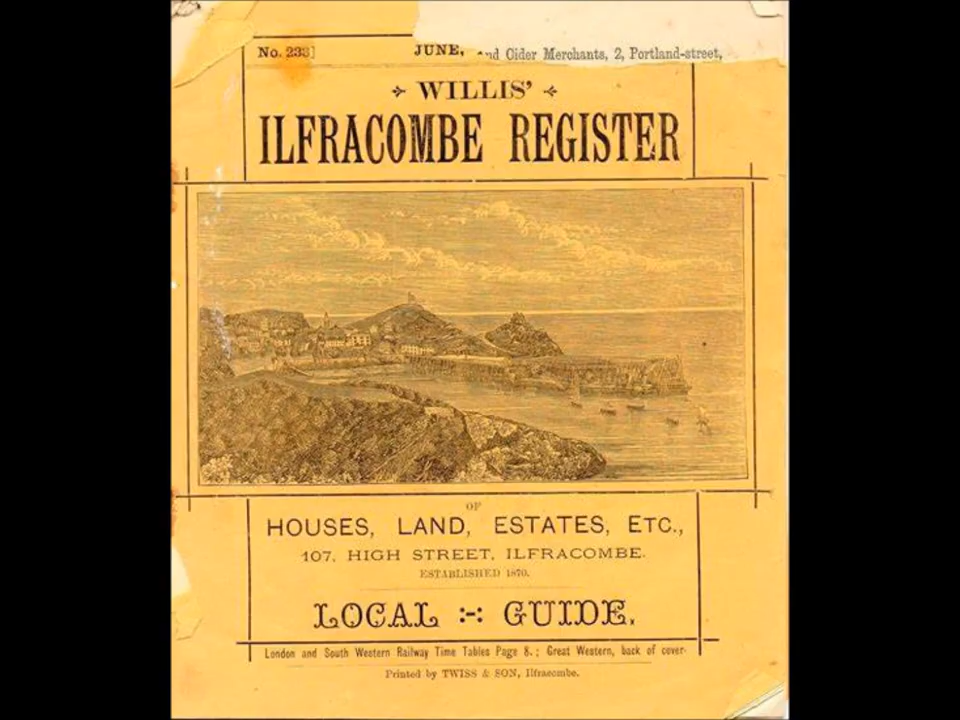 No. 233]
JUNE,
nd Cider Merchants, 2, Portland-street,
WILLIS'
ILFRACOMBE REGISTER
OF
HOUSES, LAND, ESTATES, ETC.,
107, HIGH STREET, ILFRACOMBE.
ESTABLISHED 1870.
LOCAL :-: GUIDE.
London and South Western Railway Time Tables Page 8. ; Great Western, back of cover·
Printed by TWISS & SON, Ilfracombe.